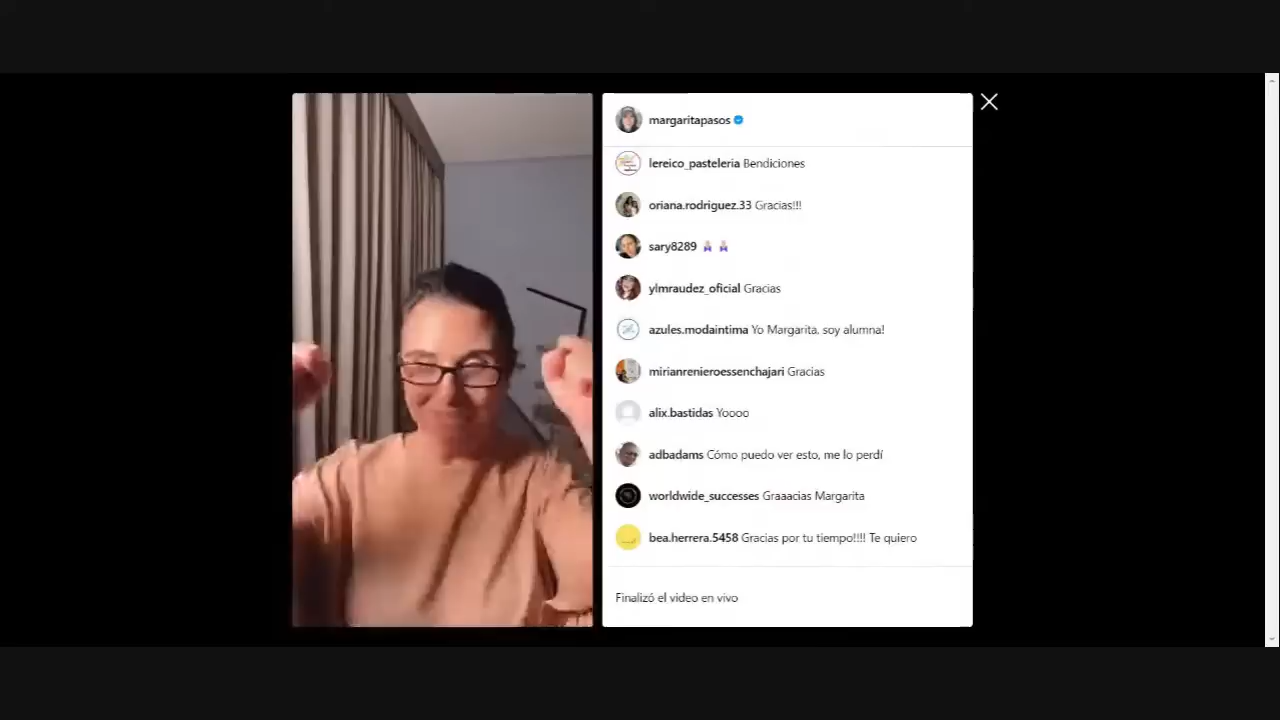 margaritapasos
lereico_pasteleria Bendiciones
oriana.rodriguez.33 Gracias!!!
sary8289
ylmraudez_oficial Gracias
azules.modaintima Yo Margarita, soy alumna!
mirianrenieroessenchajari Gracias
alix.bastidas Yoooo
adbadams Cómo puedo ver esto, me lo perdí
worldwide_successes Graaacias Margarita
bea.herrera.5458 Gracias por tu tiempo!!!! Te quiero
Finalizó el video en vivo